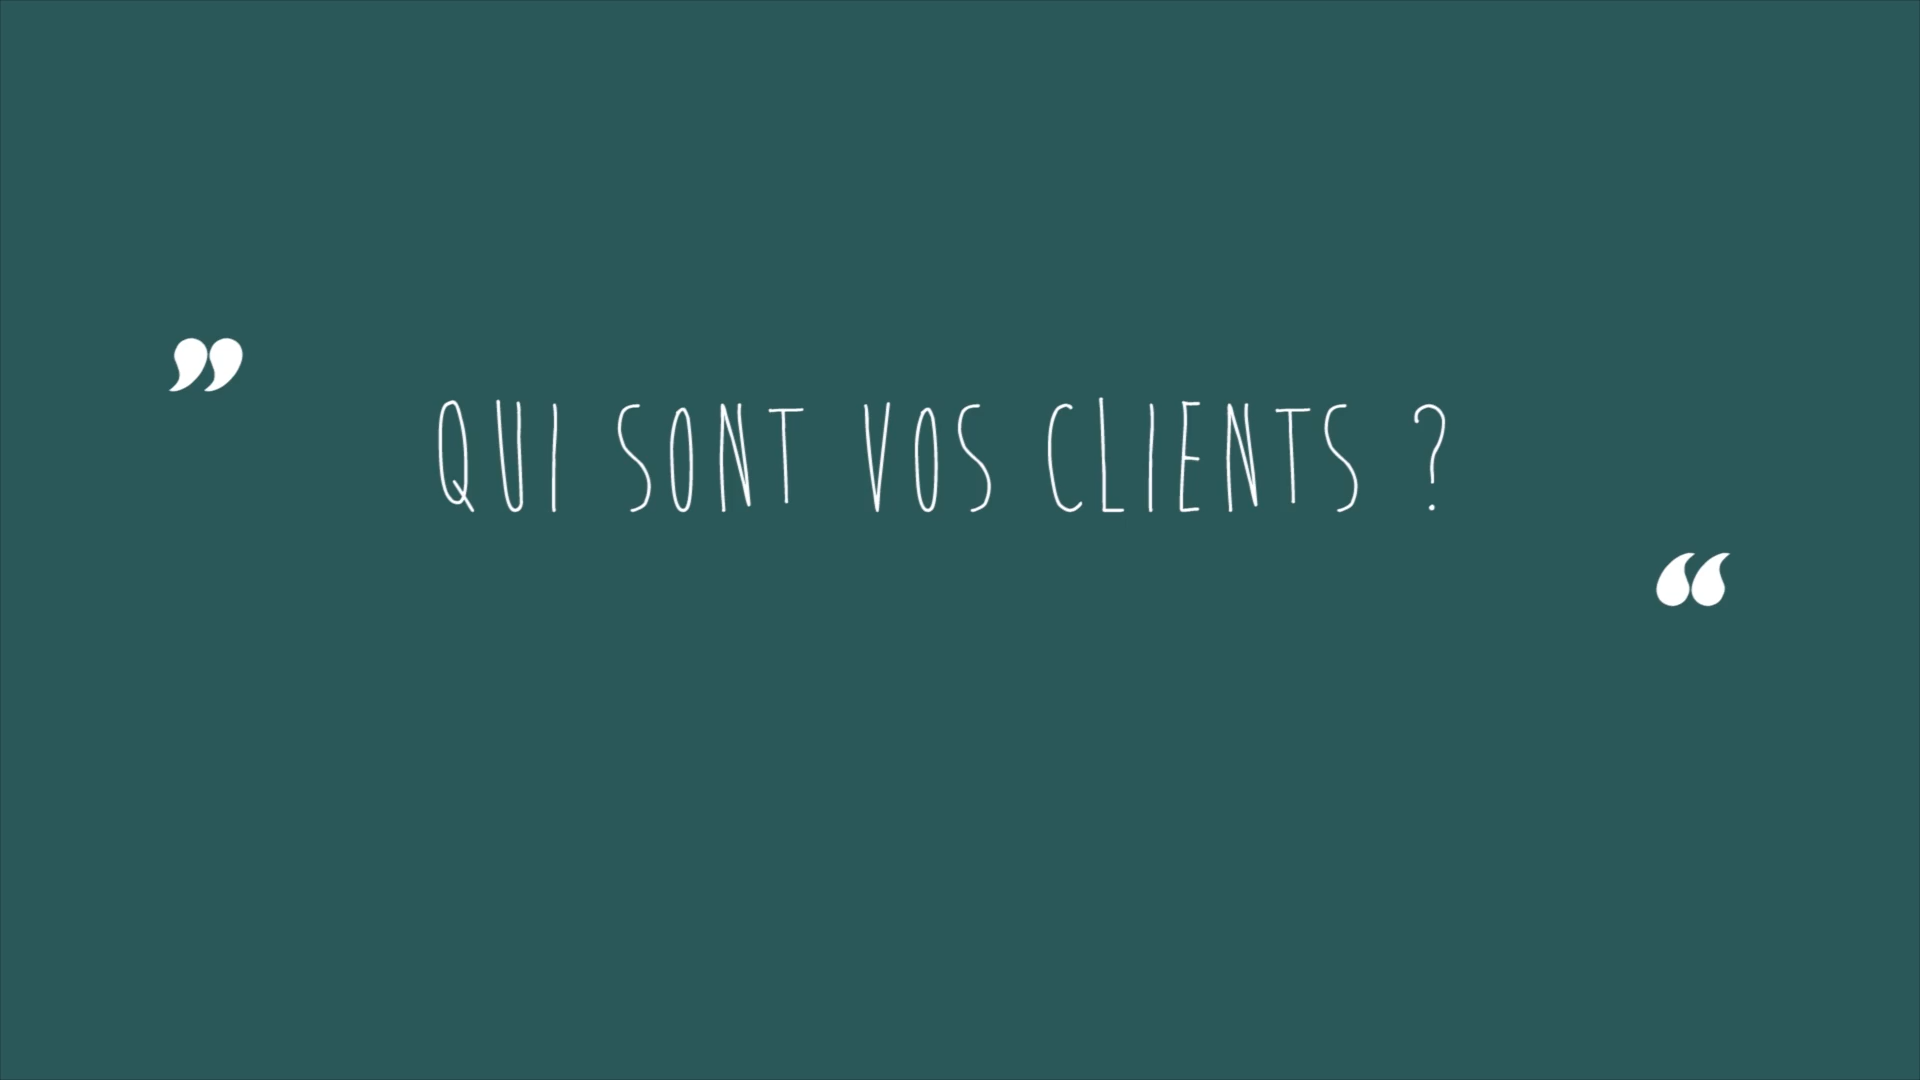 ” QUI SONT VOS CLIENTS ? “